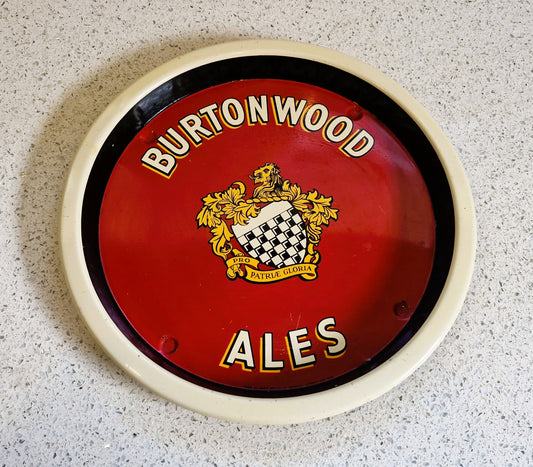 BURTONWOOD
PRO
PATRIÆ GLORIA
ALES